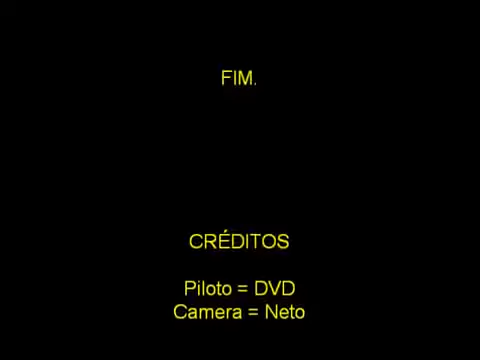 FIM.
CRÉDITOS
Piloto = DVD
Camera = Neto